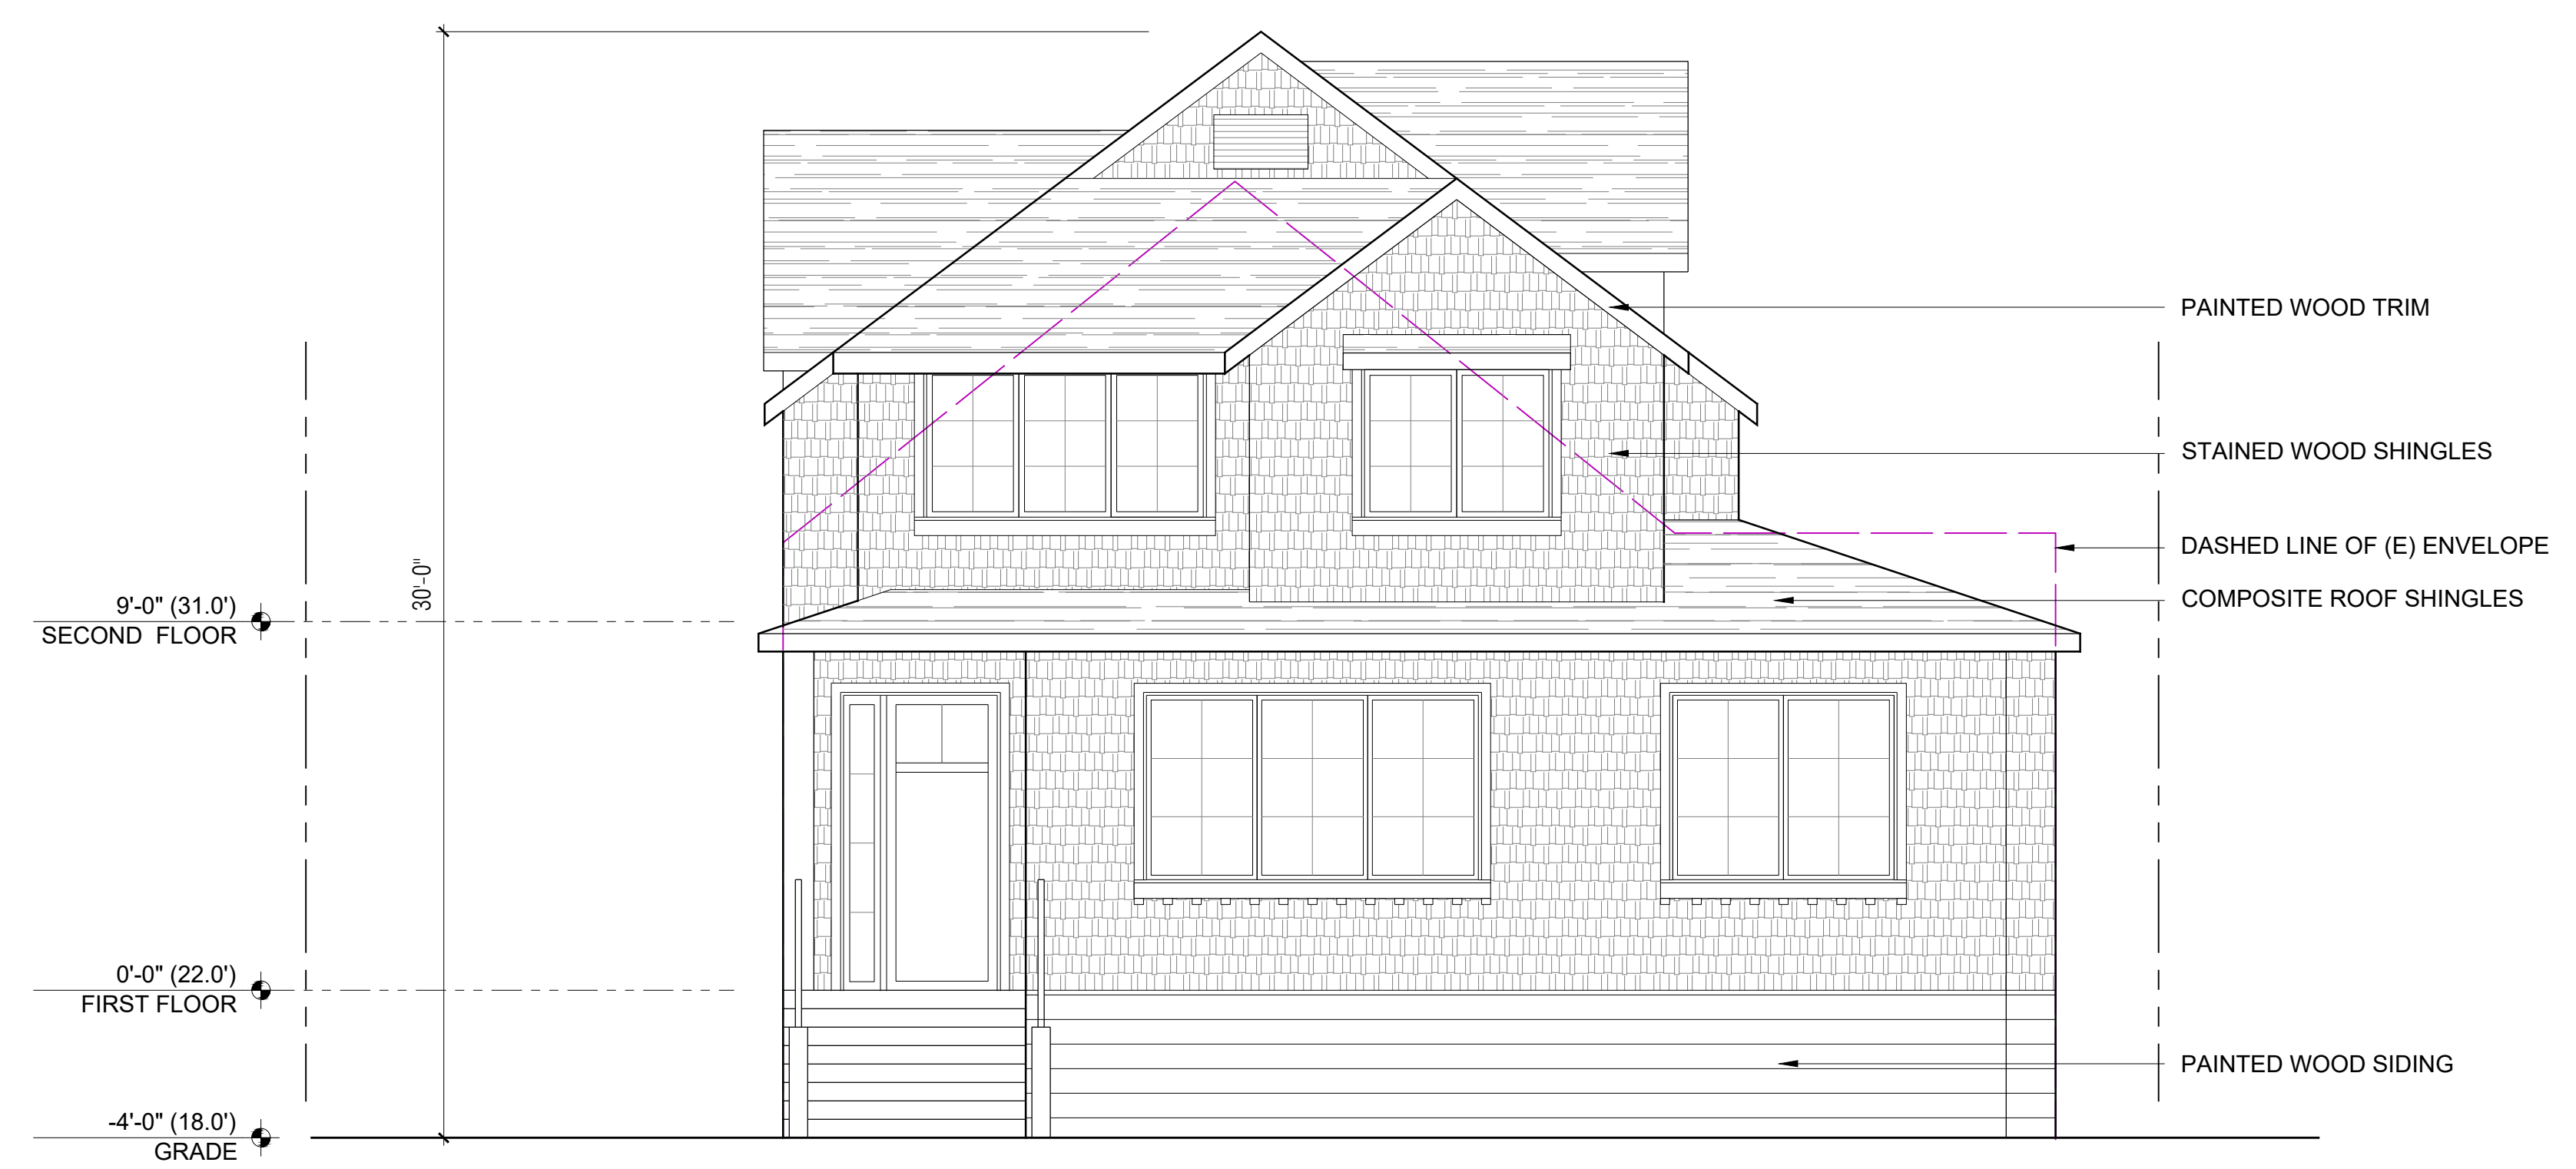 PAINTED WOOD TRIM
STAINED WOOD SHINGLES
DASHED LINE OF (E) ENVELOPE
COMPOSITE ROOF SHINGLES
30'-0"
9'-0" (31.0')
SECOND FLOOR
0'-0" (22.0')
FIRST FLOOR
PAINTED WOOD SIDING
-4'-0" (18.0')
GRADE